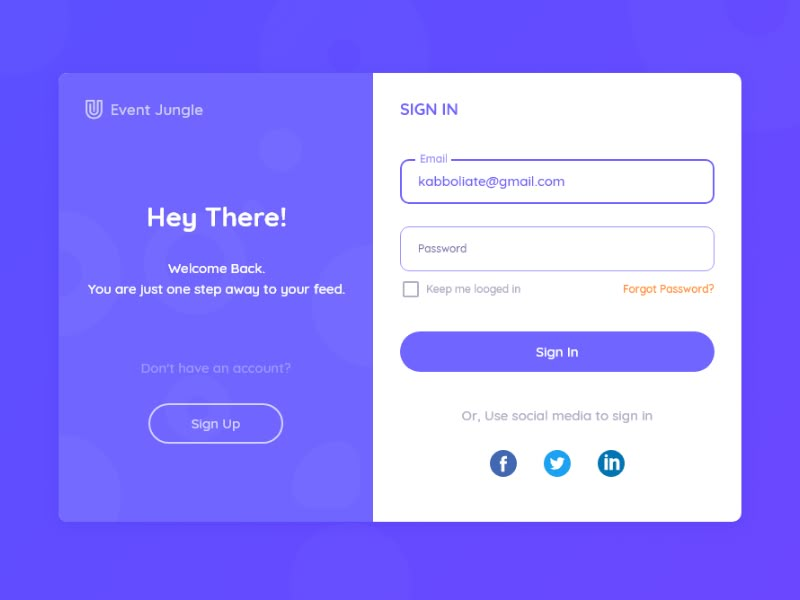 Event Jungle
Hey There!
Welcome Back.
You are just one step away to your feed.
Don't have an account?
Sign Up
SIGN IN
Email
kabboliate@gmail.com
Password
Keep me looged in
Forgot Password?
Sign In
Or, Use social media to sign in
f
in